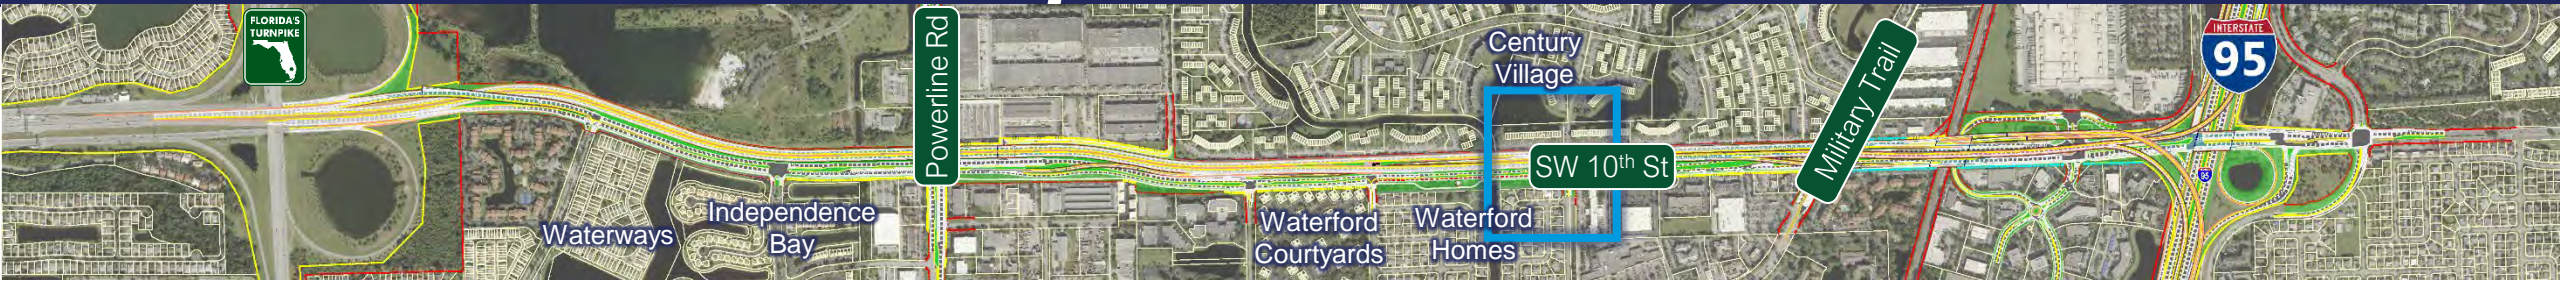 FLORIDA'S
TURNPIKE
Powerline Rd
Century
Village
Military Trail
INTERSTATE
95
SW 10th St
95
Independence
Bay
Waterways
Waterford
Courtyards
Waterford
Homes